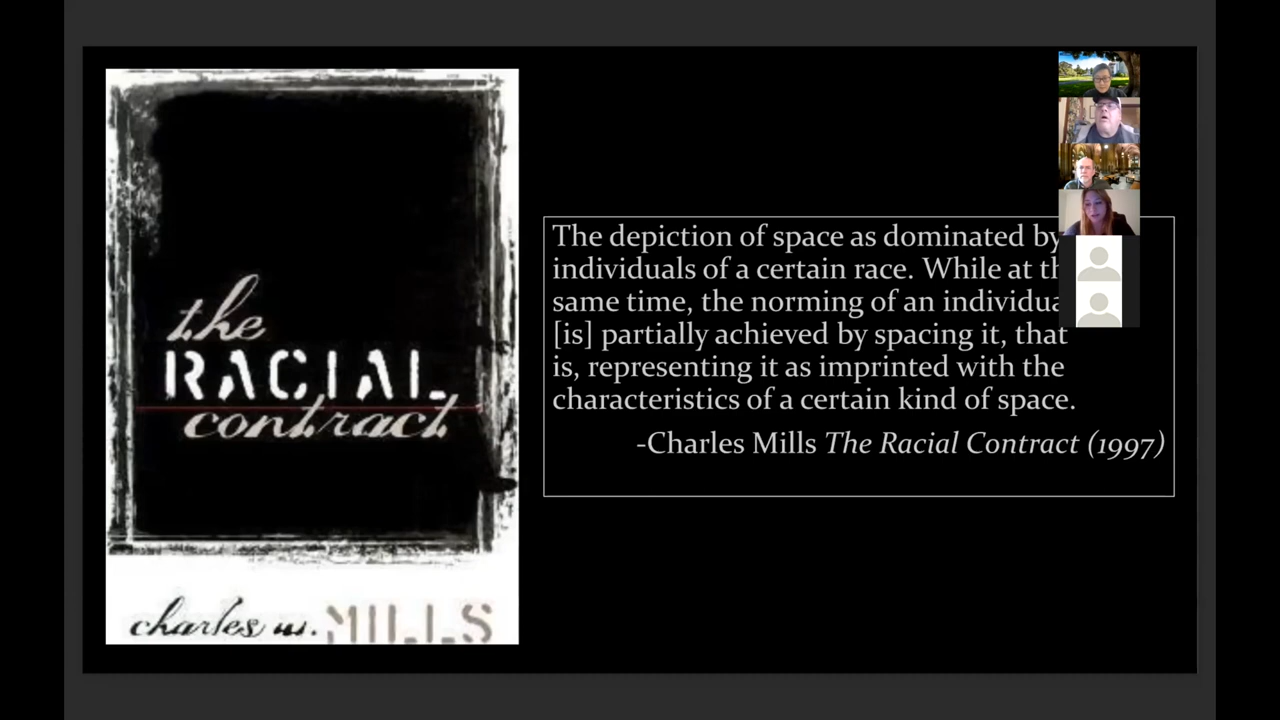 the
RACIAL
contract
charles w. MILLS
The depiction of space as dominated by
individuals of a certain race. While at th
same time, the norming of an individua
[is] partially achieved by spacing it, that
is, representing it as imprinted with the
characteristics of a certain kind of space.
-Charles Mills The Racial Contract (1997)